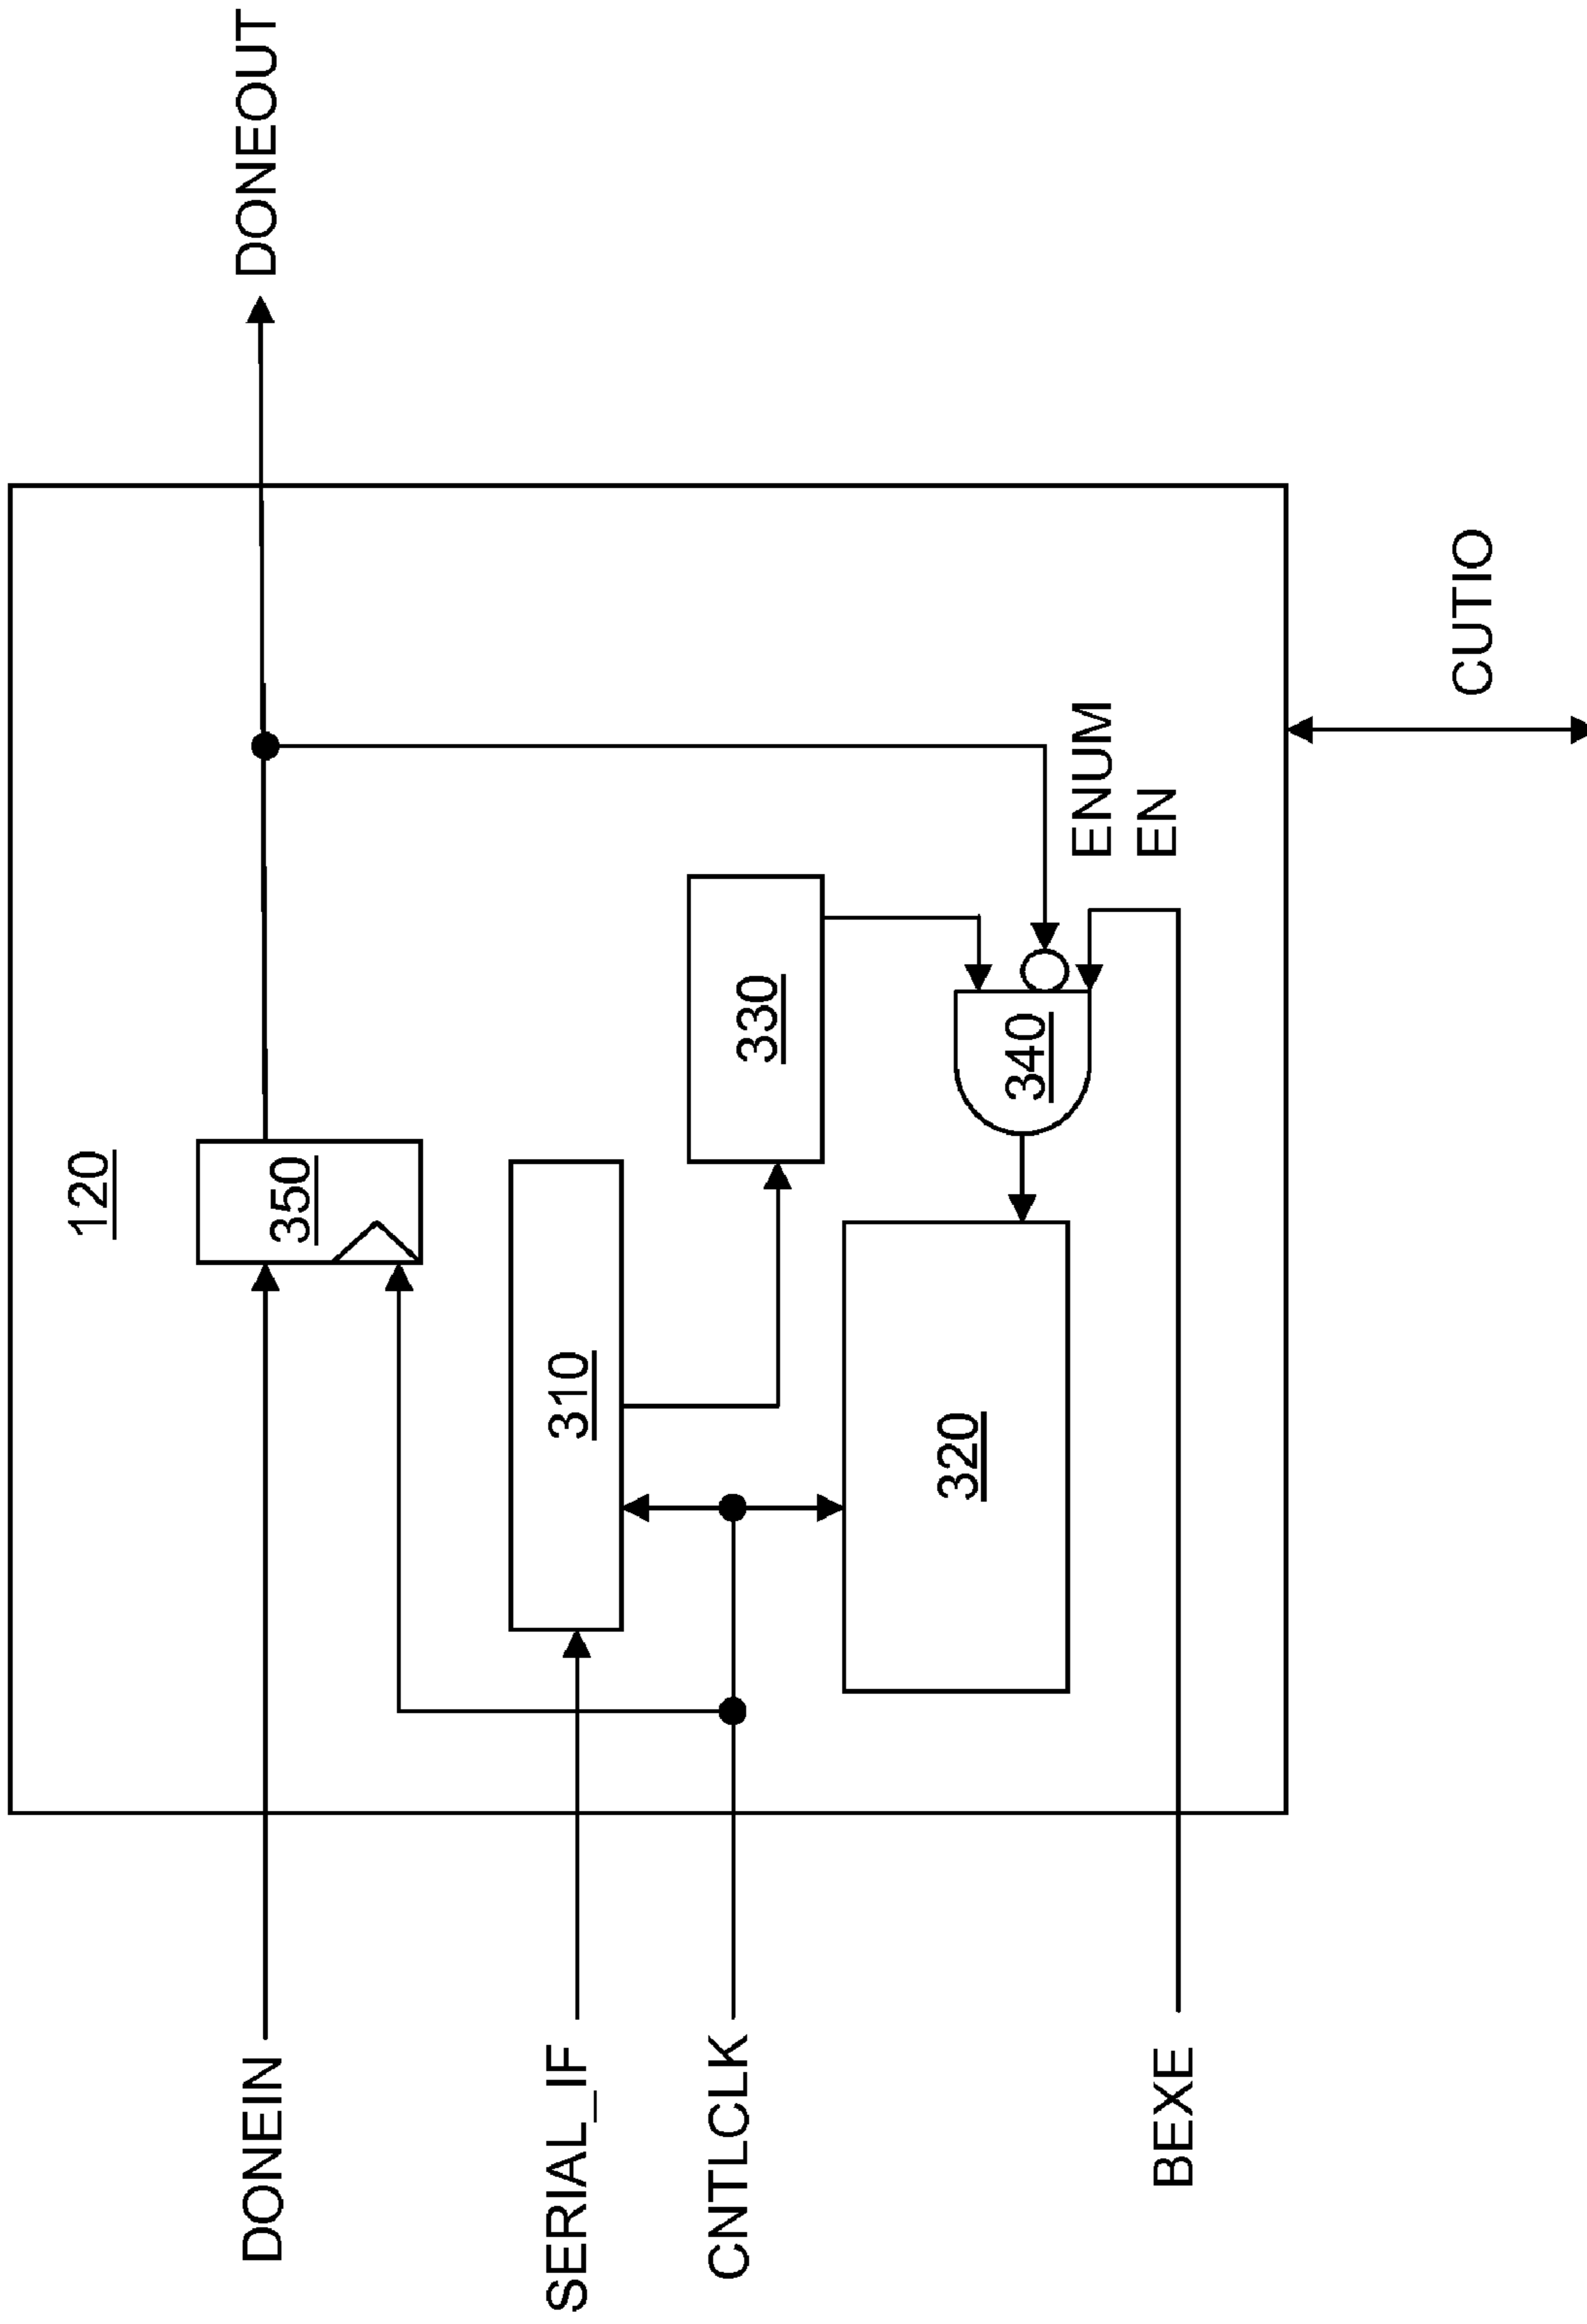 120
DONEIN
350
DONEOUT
SERIAL_IF
310
CNTLCLK
330
320
340
ENUM
EN
BEXE
CUTIO